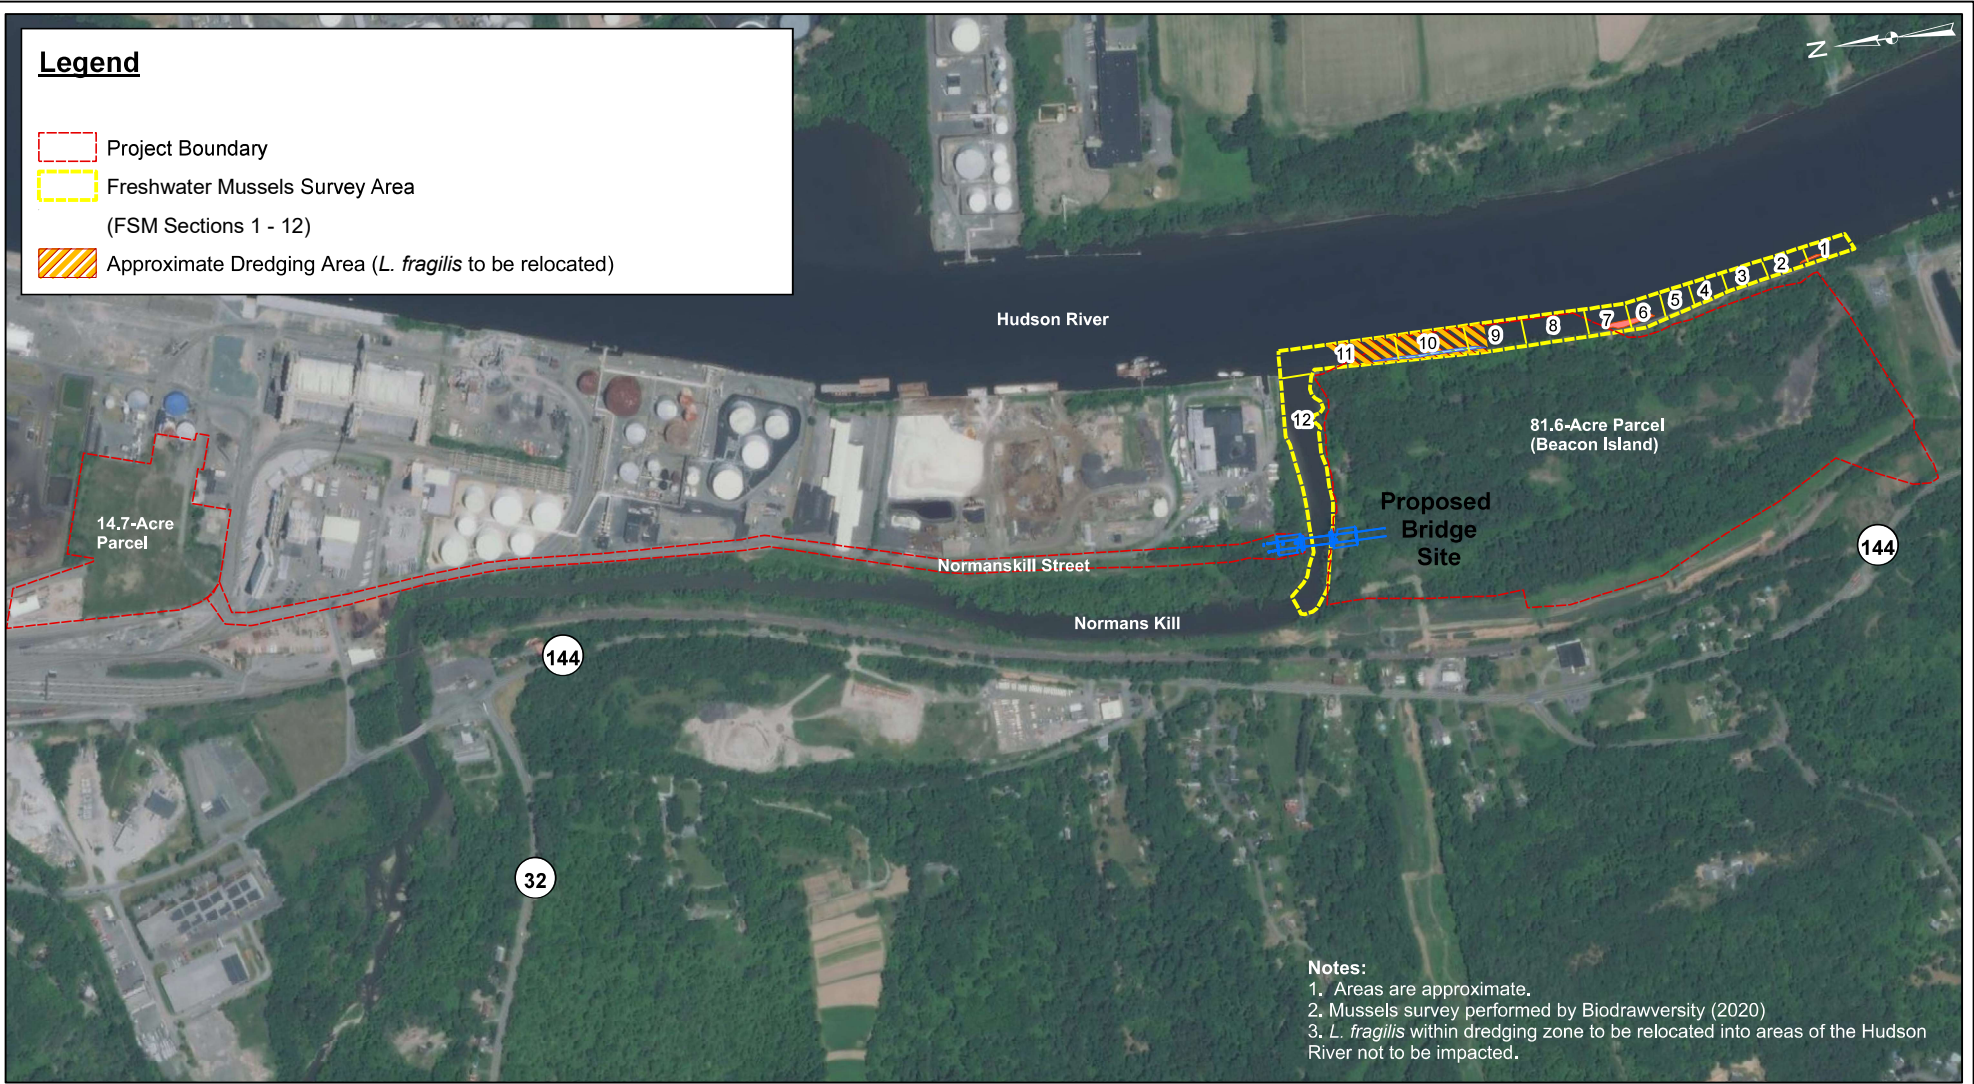 Legend
Project Boundary
Freshwater Mussels Survey Area
(FSM Sections 1 - 12)
Approximate Dredging Area (L. fragilis to be relocated)
N
Hudson River
1
2
3
4
5
6
7
8
9
10
11
12
81.6-Acre Parcel
(Beacon Island)
Proposed
Bridge
Site
14.7-Acre
Parcel
Normanskill Street
Normans Kill
144
144
32
Notes:
1. Areas are approximate.
2. Mussels survey performed by Biodrawversity (2020)
3. L. fragilis within dredging zone to be relocated into areas of the Hudson
River not to be impacted.